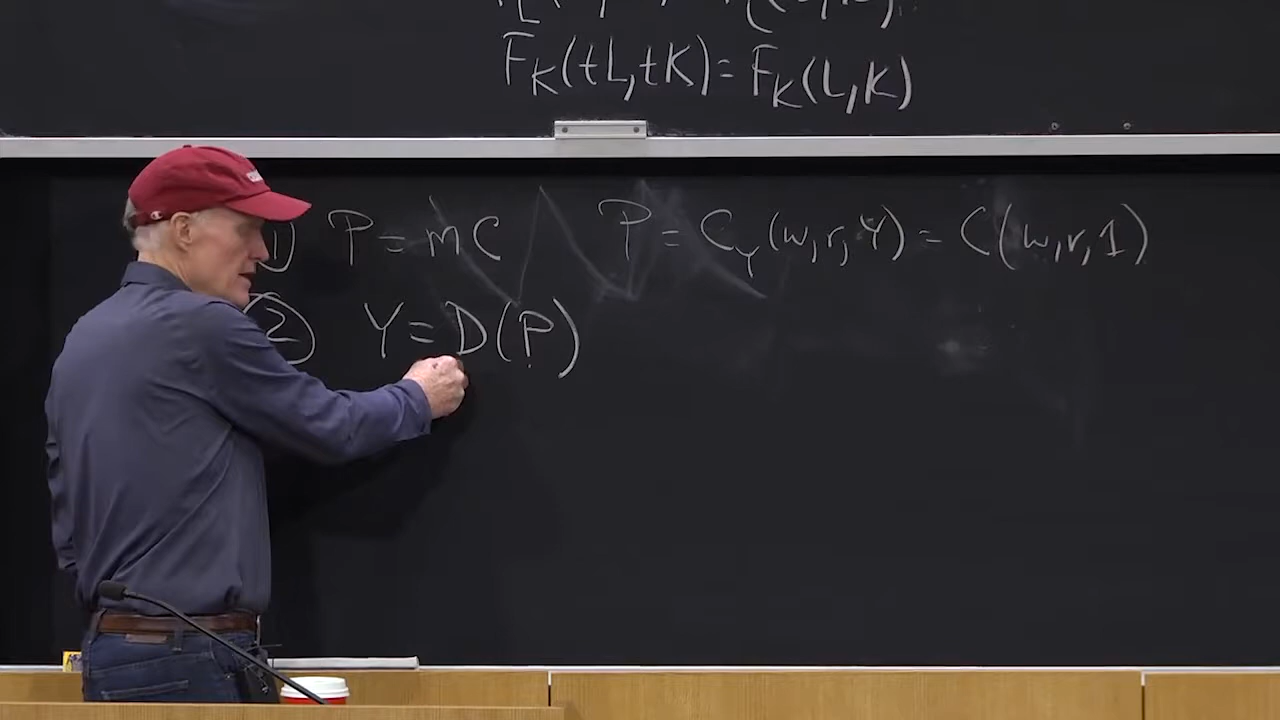 F_K(tL,tK)=F_K(L,K)
1) P=MC P=C_Y(w,r,Y)=C(w,r,1)
(2) Y=D(P)